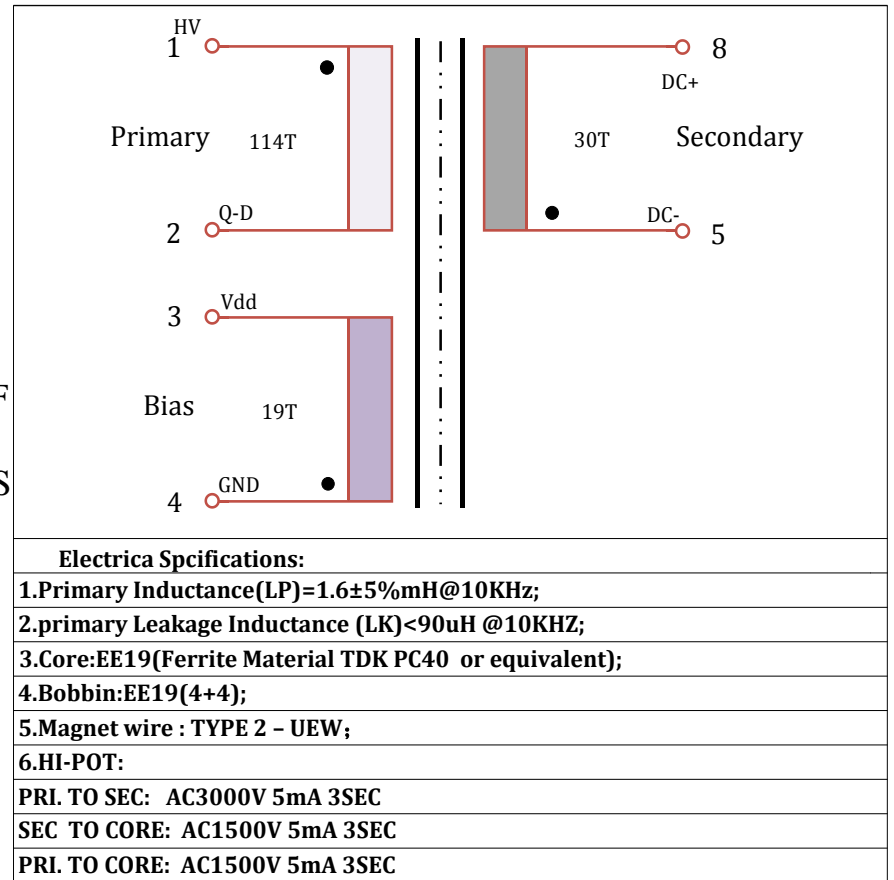 HV
1
8
DC+
Primary
114T
30T
Secondary
Q-D
DC-
2
5
Vdd
3
Bias
19T
GND
4
S
Electrica Spcifications:
1.Primary Inductance(LP)=1.6±5%mH@10KHz;
2.primary Leakage Inductance (LK)<90uH @10KHZ;
3.Core:EE19(Ferrite Material TDK PC40 or equivalent);
4.Bobbin:EE19(4+4);
5.Magnet wire : TYPE 2 – UEW；
6.HI-POT:
PRI. TO SEC: AC3000V 5mA 3SEC
SEC TO CORE: AC1500V 5mA 3SEC
PRI. TO CORE: AC1500V 5mA 3SEC